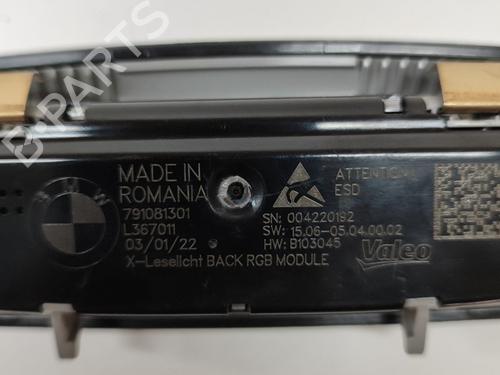 B-PARTS
BMW
MADE IN
ROMANIA
791081301
L367011
03/01/22
X-Leselicht BACK RGB MODULE
ATTENTION
ESD
SN: 004220192
SW: 15.06-05.04.00.02
HW: B103045
Valeo